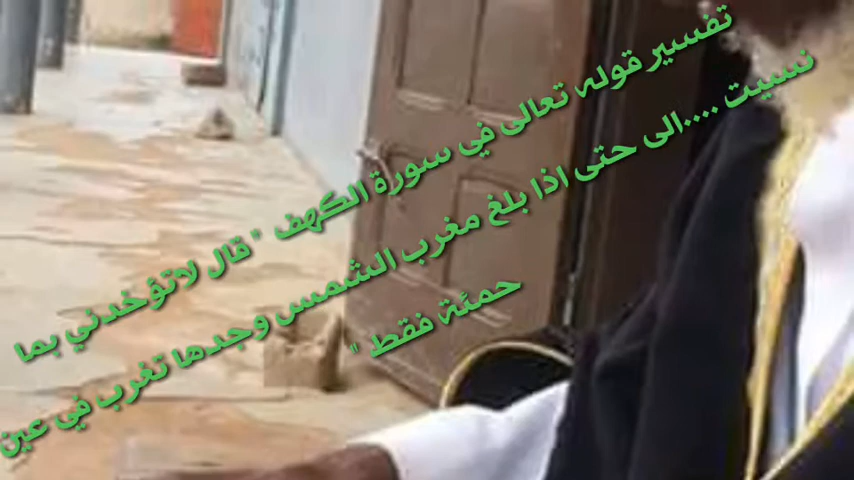 تفسير قوله تعالى في سورة الكهف " قال لاتؤخدني بما
نسيت ....الى حتى اذا بلغ مغرب الشمس وجدها تغرب في عين
حمئة فقط "